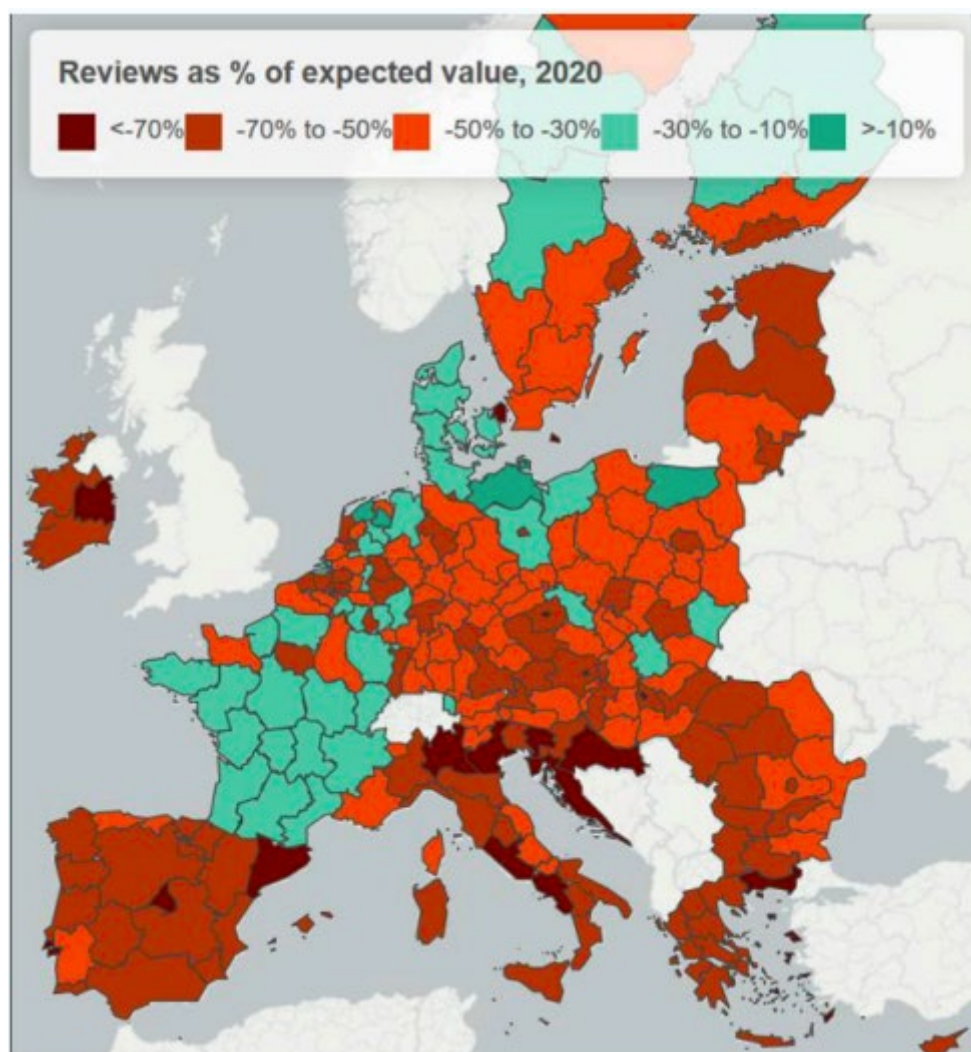 Reviews as % of expected value, 2020
<-70% -70% to -50% -50% to -30% -30% to -10% >-10%